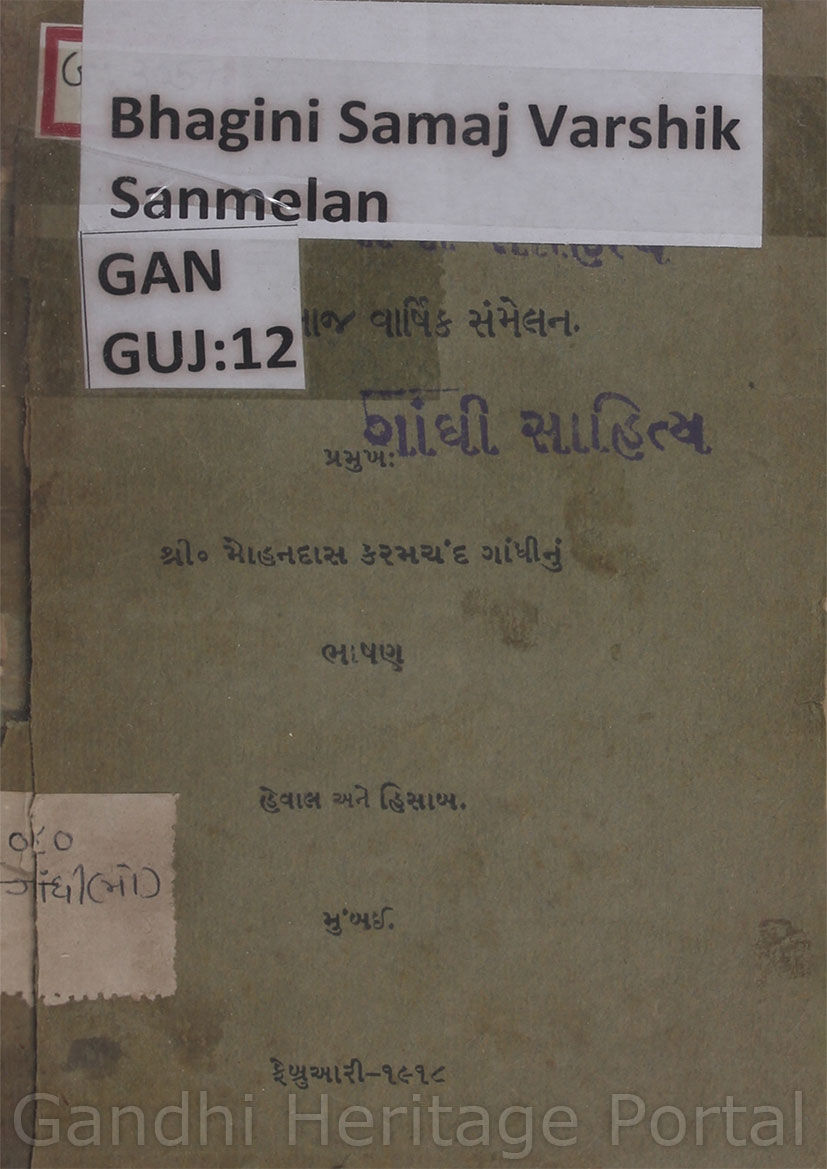 Bhagini Samaj Varshik
Sanmelan
GAN
GUJ:12
વાર્ષિક સંમેલન.
ગાંધી સાહિત્ય
પ્રમુખઃ
શ્રી૦ મોહનદાસ કરમચંદ ગાંધીનું
ભાષણ
હેવાલ અને હિસાબ.
૦૬૦
ગાંધી(મો)
મુંબઈ.
ફેબ્રુઆરી–૧૯૧૮
Gandhi Heritage Portal